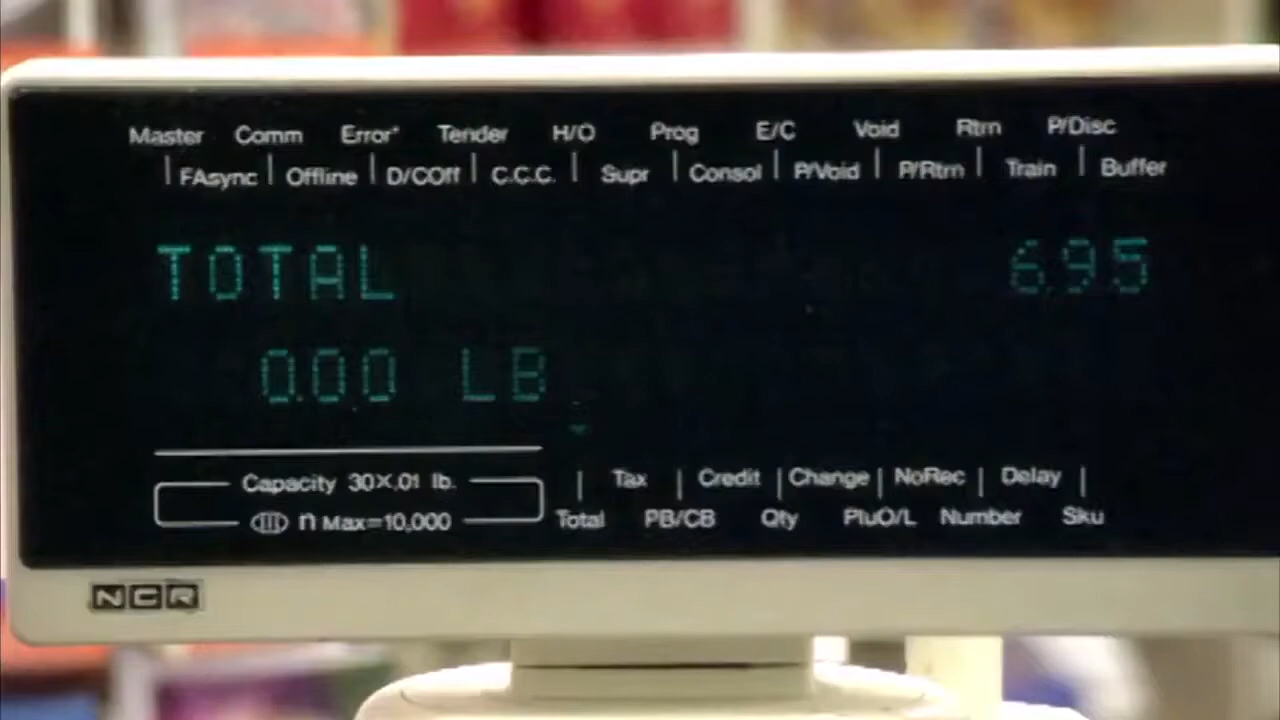 Master Comm Error* Tender H/O Prog E/C Void Rtrn P/Disc
FAsync Offline D/COff C.C.C. Supr Consol P/Void P/Rtrn Train Buffer
TOTAL 695
0.00 LB
Capacity 30X.01 lb.
Tax Credit Change NoRec Delay
n Max=10,000
Total PB/CB Qty PluO/L Number Sku
NCR